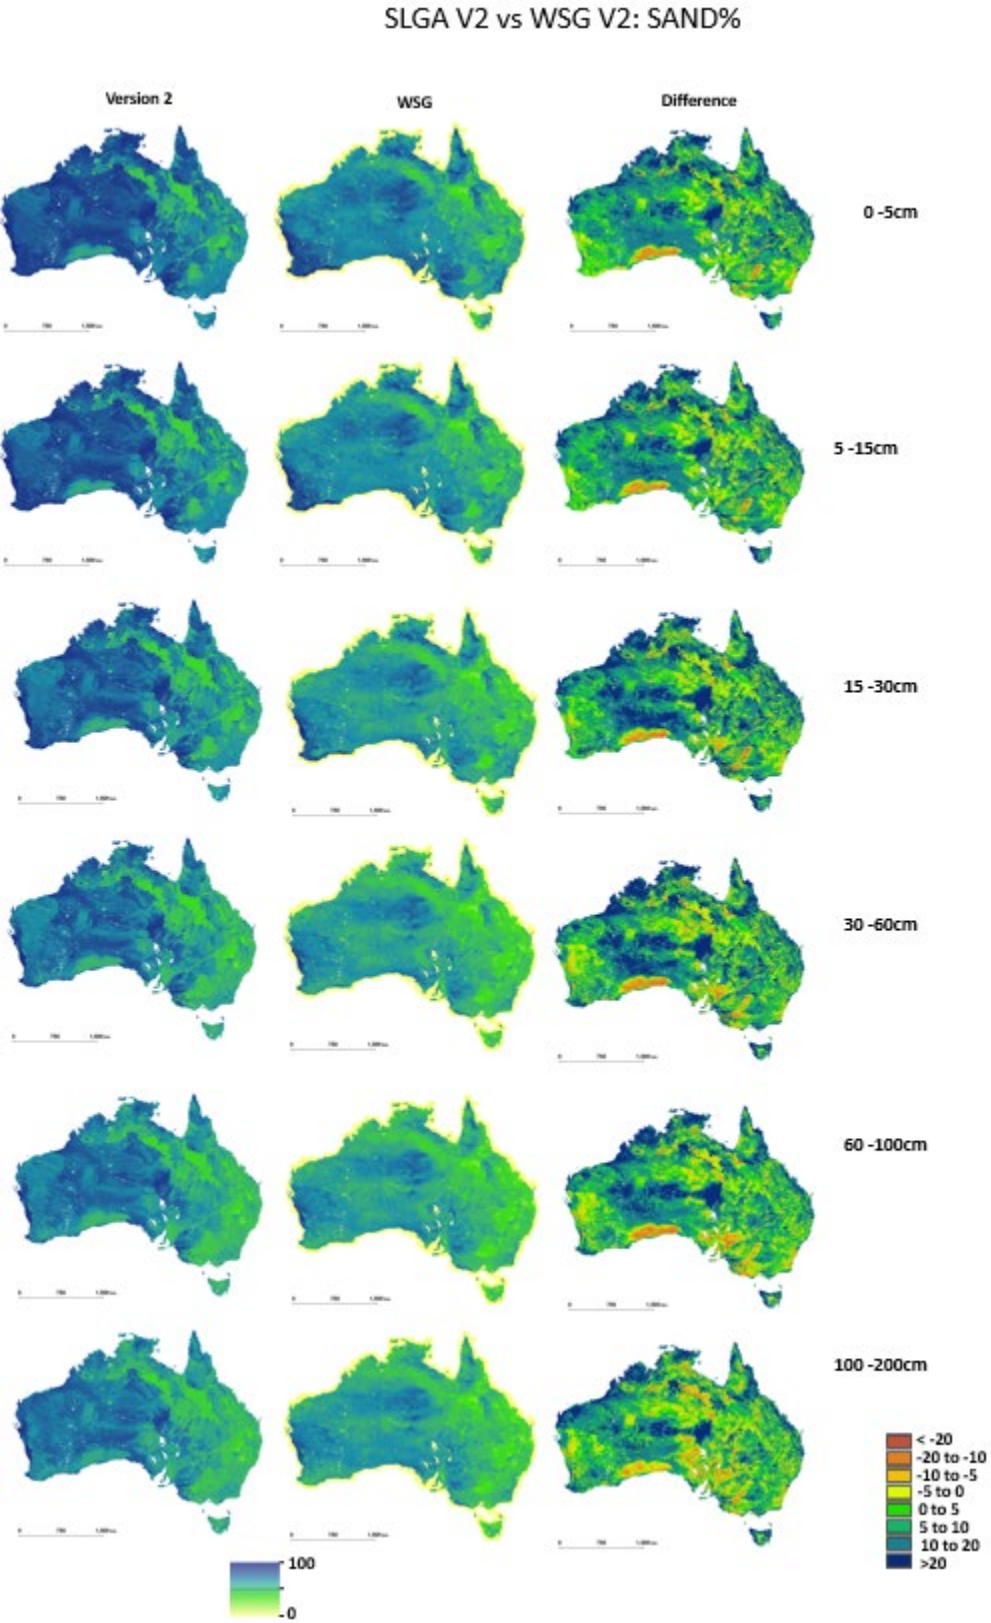 SLGA V2 vs WSG V2: SAND%
Version 2
WSG
Difference
0 -5cm
5 -15cm
15 -30cm
30 -60cm
60 -100cm
100 -200cm
< -20
-20 to -10
-10 to -5
-5 to 0
0 to 5
5 to 10
10 to 20
>20
100
0